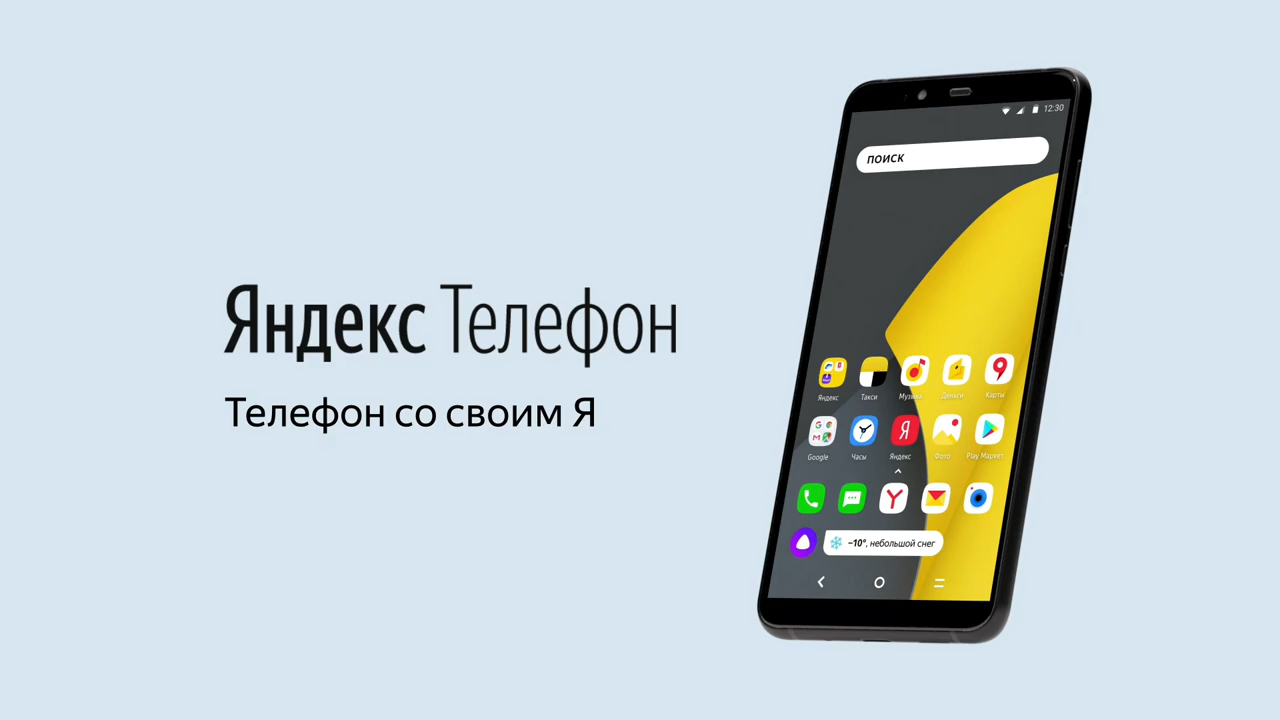 Яндекс Телефон
Телефон со своим Я
12:30
ПОИСК
Яндекс Такси Музыка Деньги Карты
Google Часы Яндекс Фото Play Маркет
–10°, небольшой снег